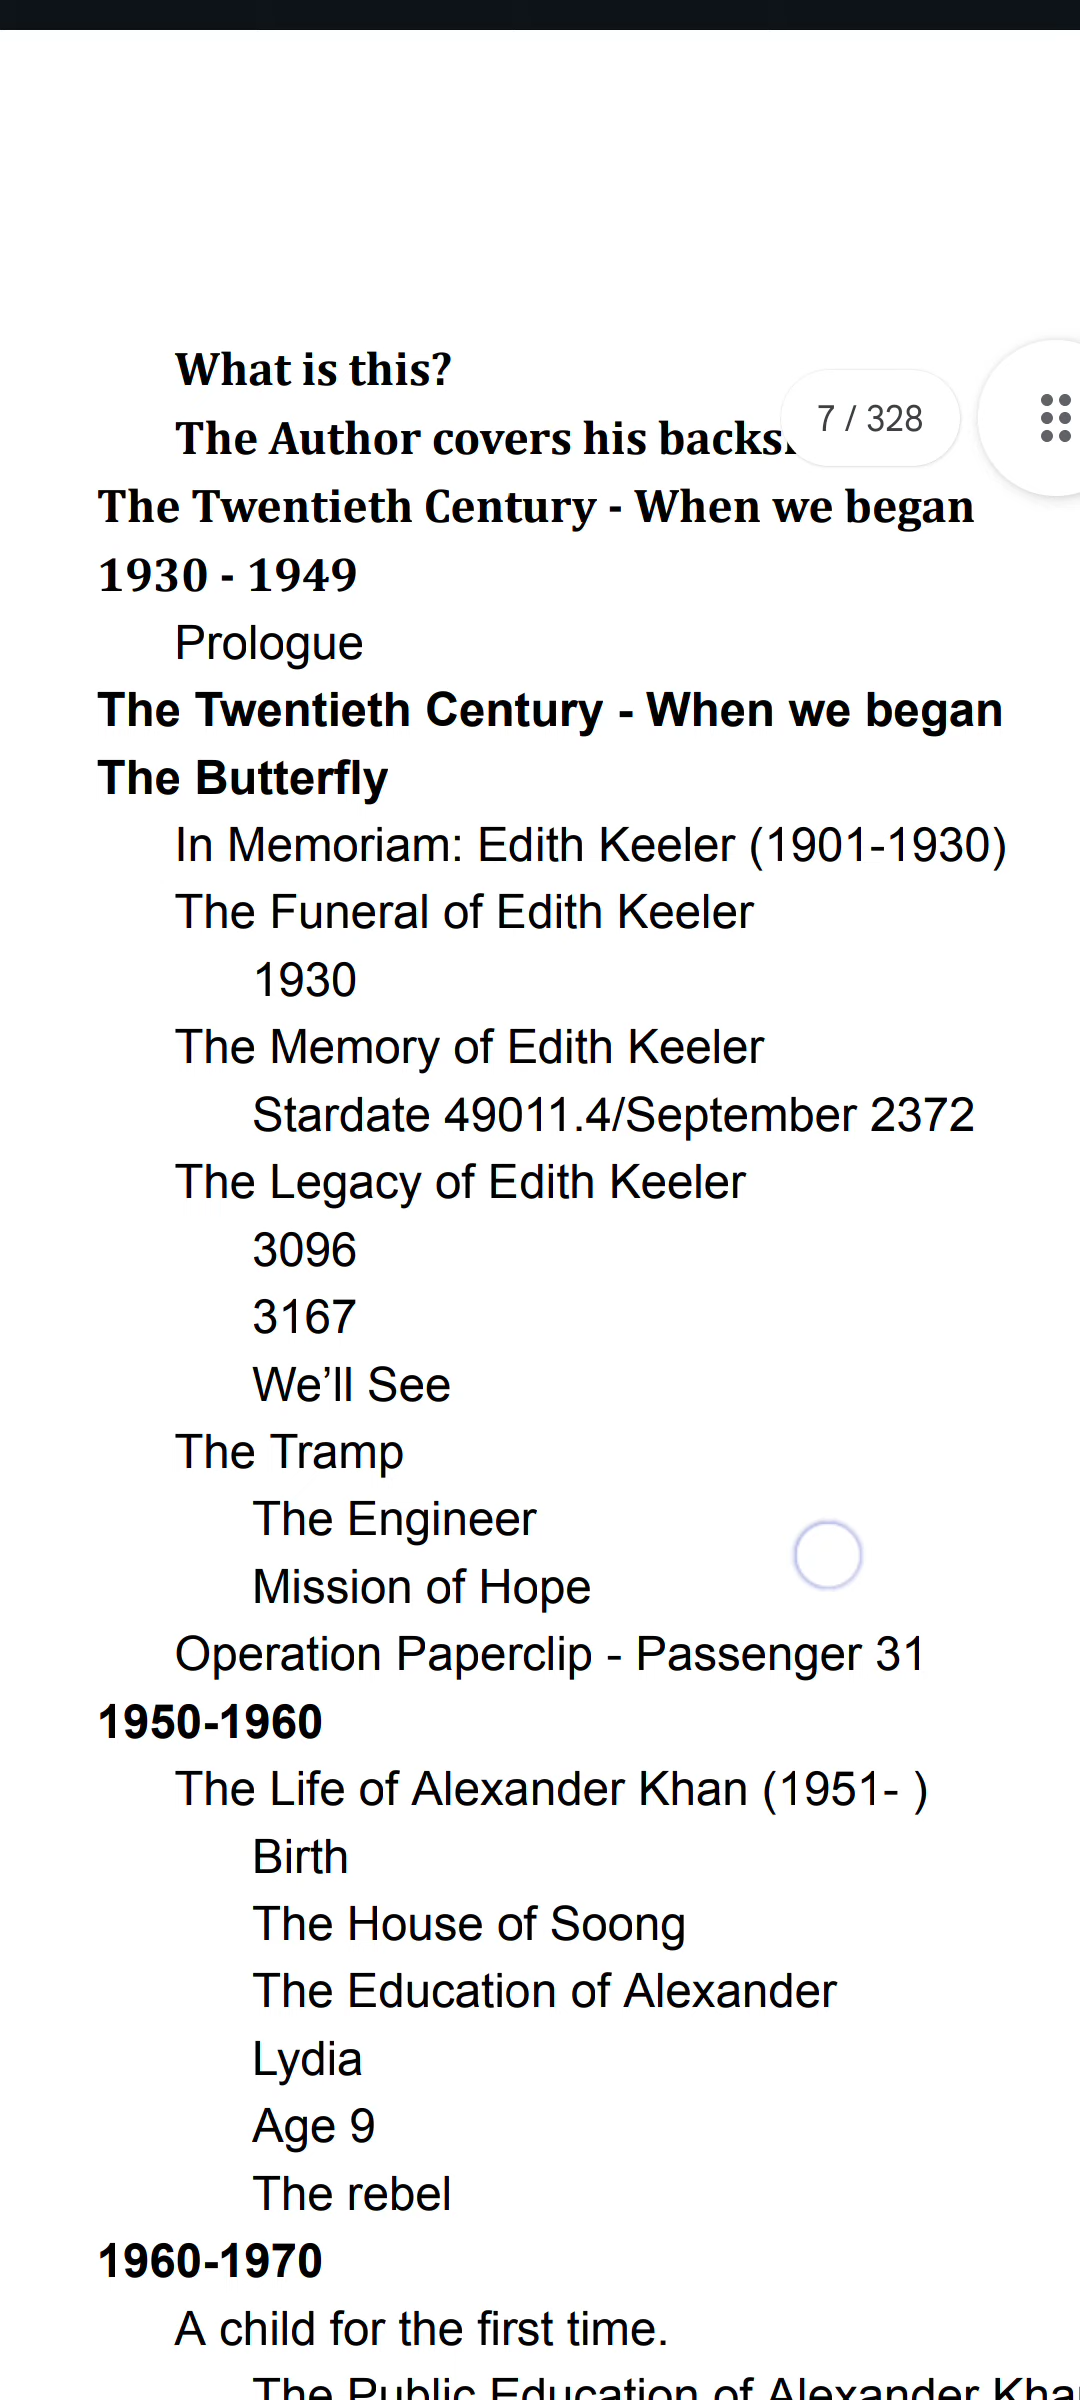 What is this?
The Author covers his
7 / 328
The Twentieth Century - When we began
1930 - 1949
Prologue
The Twentieth Century - When we began
The Butterfly
In Memoriam: Edith Keeler (1901-1930)
The Funeral of Edith Keeler
1930
The Memory of Edith Keeler
Stardate 49011.4/September 2372
The Legacy of Edith Keeler
3096
3167
We’ll See
The Tramp
The Engineer
Mission of Hope
Operation Paperclip - Passenger 31
1950-1960
The Life of Alexander Khan (1951- )
Birth
The House of Soong
The Education of Alexander
Lydia
Age 9
The rebel
1960-1970
A child for the first time.
The Public Education of Alexander